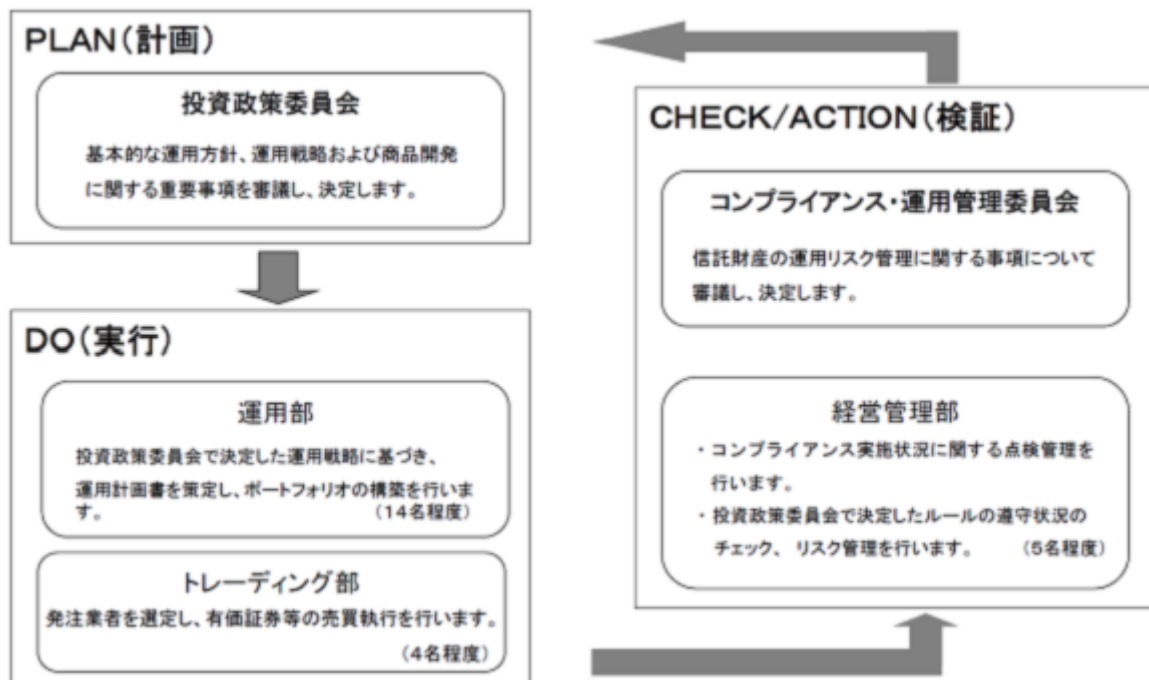 PLAN(計画)
投資政策委員会
基本的な運用方針、運用戦略および商品開発
に関する重要事項を審議し、決定します。
DO(実行)
運用部
投資政策委員会で決定した運用戦略に基づき、
運用計画書を策定し、ポートフォリオの構築を行いま
す。 (14名程度)
トレーディング部
発注業者を選定し、有価証券等の売買執行を行います。
(4名程度)
CHECK/ACTION(検証)
コンプライアンス・運用管理委員会
信託財産の運用リスク管理に関する事項について
審議し、決定します。
経営管理部
・コンプライアンス実施状況に関する点検管理を
行います。
・投資政策委員会で決定したルールの遵守状況の
チェック、リスク管理を行います。 (5名程度)